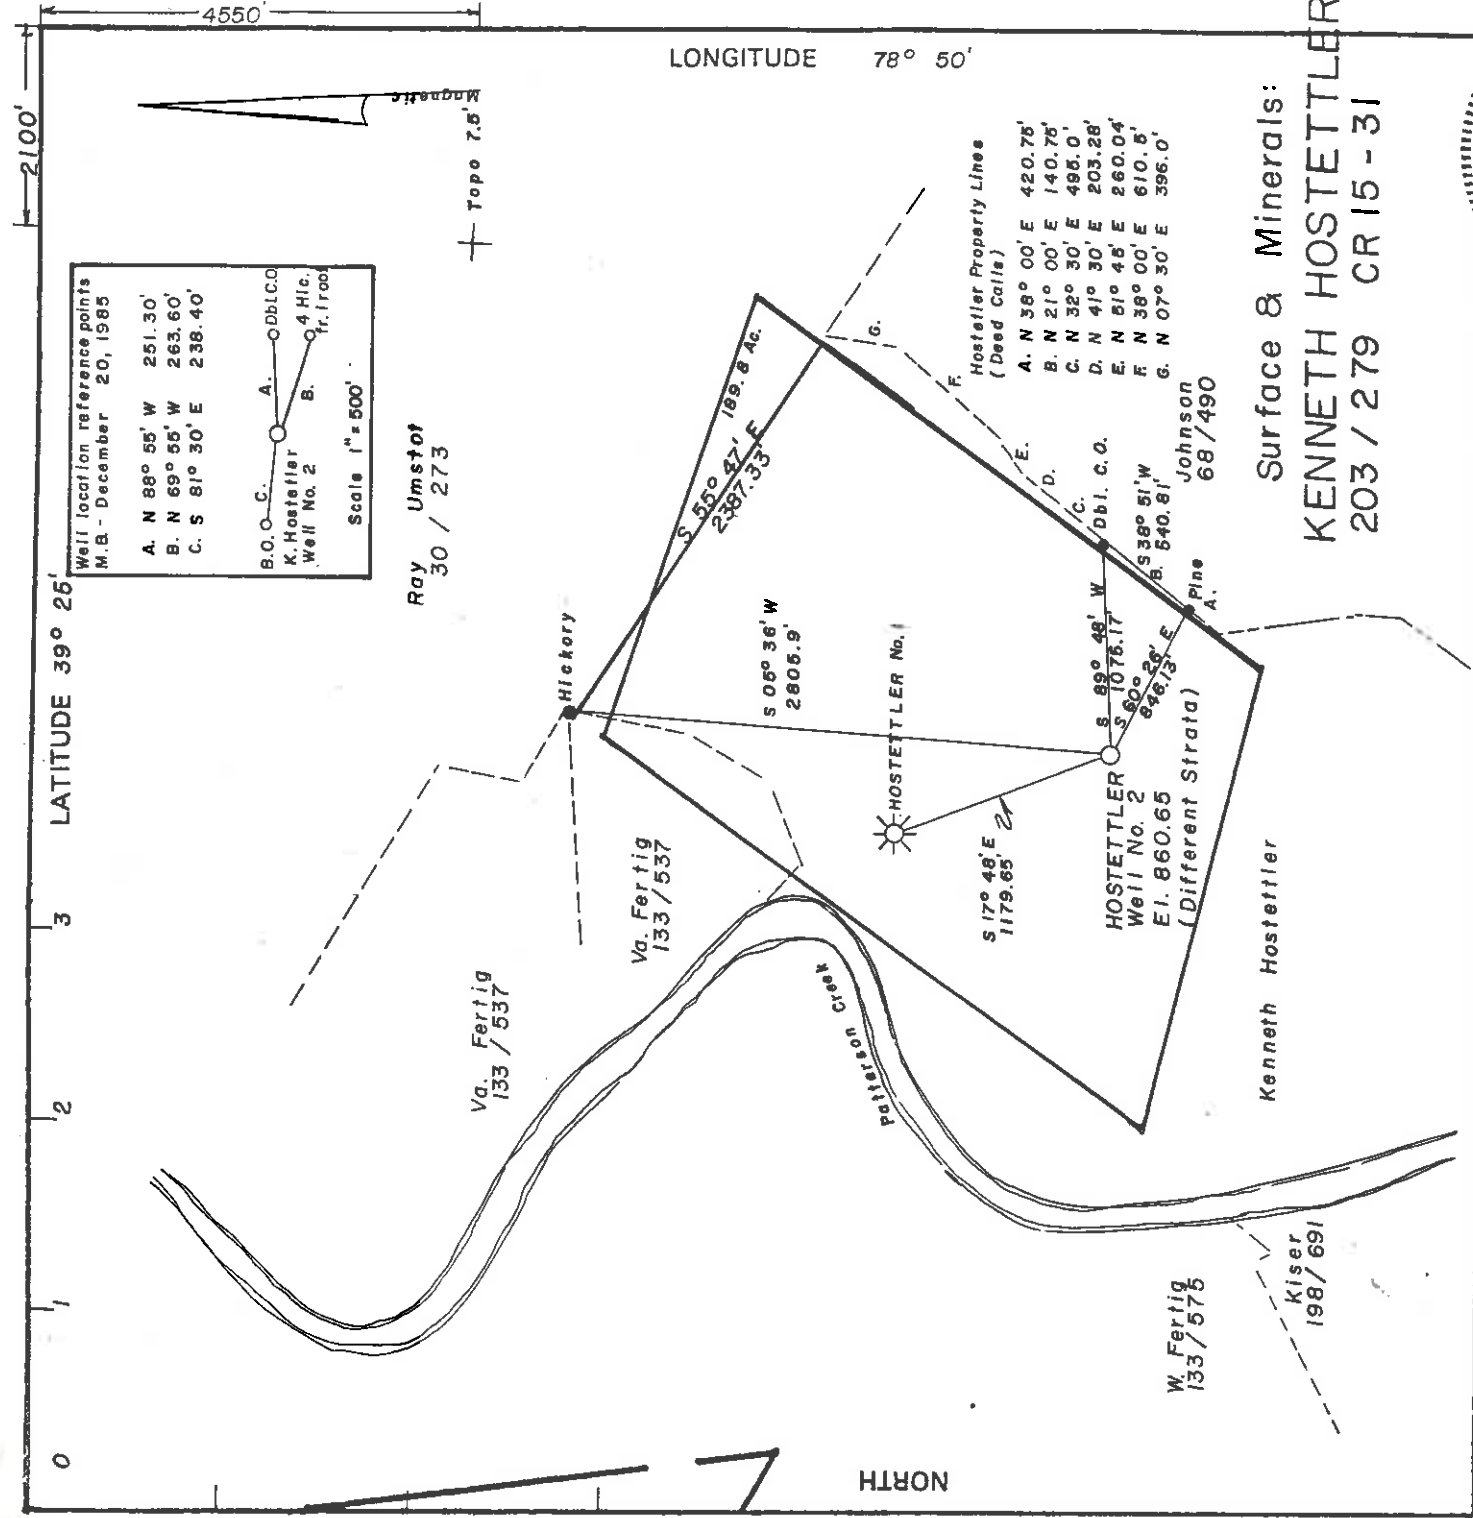 4550'
2100'
LONGITUDE 78° 50'
LATITUDE 39° 25'
Magnetic
Topo 7.5'
Well location reference points
M.B. - December 20, 1985
A. N 88° 55' W 251.30'
B. N 69° 55' W 263.60'
C. S 81° 30' E 238.40'
B.O. C. A. Dbl.C.O.
K. Hostetler
Well No. 2
B. 4 Hic.
fr. 1 root
Scale 1" = 500'
Ray Umstot
30 / 273
Hickory
189.8 Ac.
S 55° 47' E
2387.33'
S 05° 36' W
2805.9'
HOSTETTLER No. 1
S 17° 48' E
1179.65'
HOSTETTLER
Well No. 2
El. 860.65
(Different Strata)
S 89° 48' W
1075.17'
S 60° 26' E
846.13'
Dbl. C.O.
S 38° 51' W
B. 540.81'
Pine
A.
C.
D.
E.
F.
G.
Hostetler Property Lines
(Deed Calls)
A. N 38° 00' E 420.75'
B. N 21° 00' E 140.75'
C. N 32° 30' E 495.0'
D. N 41° 30' E 203.28'
E. N 51° 45' E 260.04'
F. N 38° 00' E 610.5'
G. N 07° 30' E 396.0'
Johnson
68/490
Surface & Minerals:
KENNETH HOSTETTLER
203 / 279 CR 15 - 31
Va. Fertig
133 / 537
Va. Fertig
133 / 537
Patterson Creek
Kenneth Hostettler
W. Fertig
133 / 575
Kiser
198 / 691
NORTH
0
1
2
3